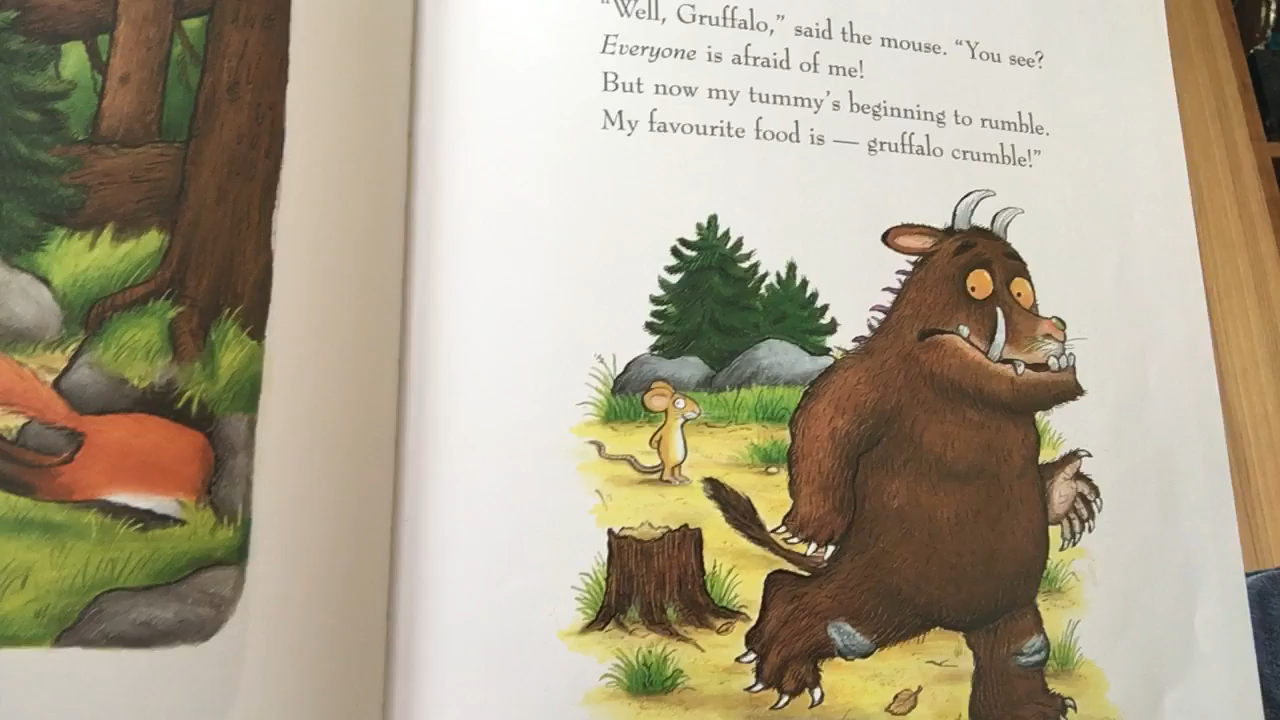 “Well, Gruffalo,” said the mouse. “You see?
Everyone is afraid of me!
But now my tummy’s beginning to rumble.
My favourite food is — gruffalo crumble!”